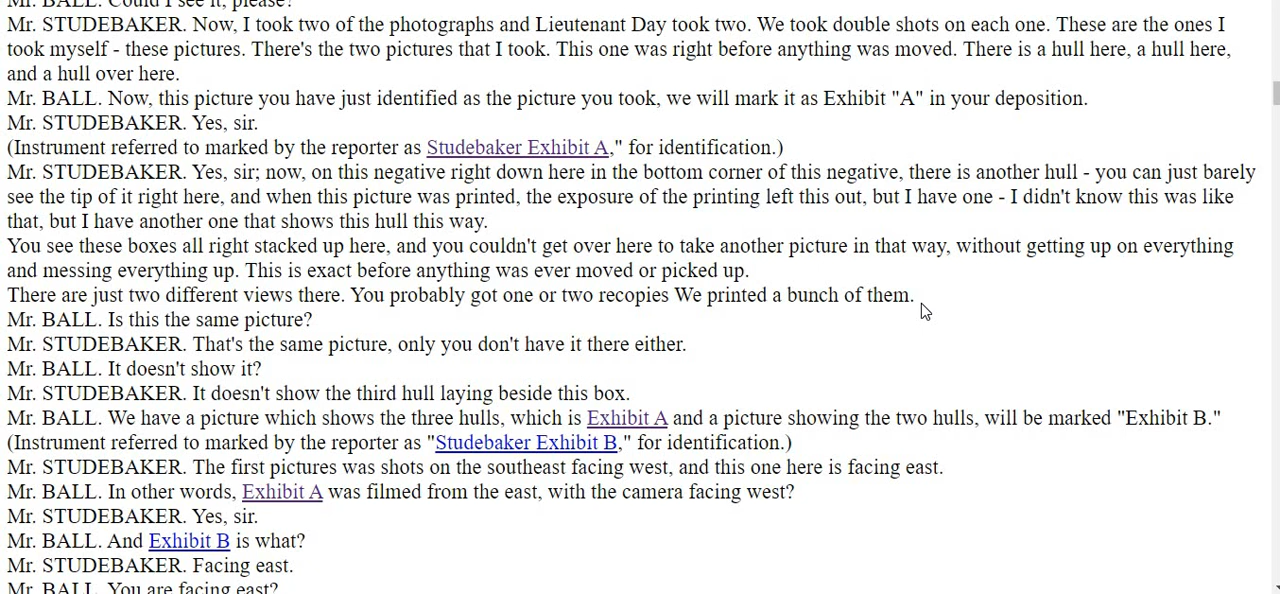 Mr. BALL. Could I see it, please?
Mr. STUDEBAKER. Now, I took two of the photographs and Lieutenant Day took two. We took double shots on each one. These are the ones I
took myself - these pictures. There's the two pictures that I took. This one was right before anything was moved. There is a hull here, a hull here,
and a hull over here.
Mr. BALL. Now, this picture you have just identified as the picture you took, we will mark it as Exhibit "A" in your deposition.
Mr. STUDEBAKER. Yes, sir.
(Instrument referred to marked by the reporter as Studebaker Exhibit A," for identification.)
Mr. STUDEBAKER. Yes, sir; now, on this negative right down here in the bottom corner of this negative, there is another hull - you can just barely
see the tip of it right here, and when this picture was printed, the exposure of the printing left this out, but I have one - I didn't know this was like
that, but I have another one that shows this hull this way.
You see these boxes all right stacked up here, and you couldn't get over here to take another picture in that way, without getting up on everything
and messing everything up. This is exact before anything was ever moved or picked up.
There are just two different views there. You probably got one or two recopies We printed a bunch of them.
Mr. BALL. Is this the same picture?
Mr. STUDEBAKER. That's the same picture, only you don't have it there either.
Mr. BALL. It doesn't show it?
Mr. STUDEBAKER. It doesn't show the third hull laying beside this box.
Mr. BALL. We have a picture which shows the three hulls, which is Exhibit A and a picture showing the two hulls, will be marked "Exhibit B."
(Instrument referred to marked by the reporter as "Studebaker Exhibit B," for identification.)
Mr. STUDEBAKER. The first pictures was shots on the southeast facing west, and this one here is facing east.
Mr. BALL. In other words, Exhibit A was filmed from the east, with the camera facing west?
Mr. STUDEBAKER. Yes, sir.
Mr. BALL. And Exhibit B is what?
Mr. STUDEBAKER. Facing east.
Mr. BALL. You are facing east?